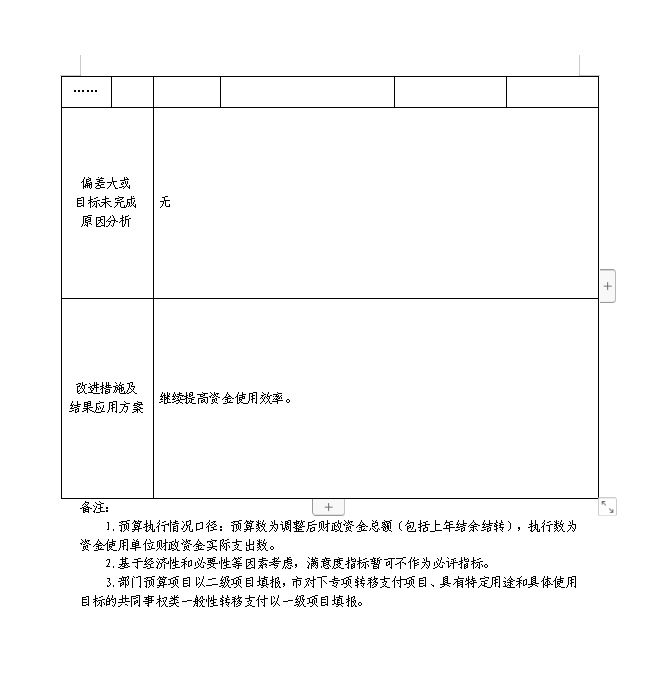 ……
偏差大或
目标未完成
原因分析
无
改进措施及
结果应用方案
继续提高资金使用效率。
备注：
1.预算执行情况口径：预算数为调整后财政资金总额（包括上年结余结转），执行数为
资金使用单位财政资金实际支出数。
2.基于经济性和必要性等因素考虑，满意度指标暂可不作为必评指标。
3.部门预算项目以二级项目填报，市对下专项转移支付项目、具有特定用途和具体使用
目标的共同事权类一般性转移支付以一级项目填报。